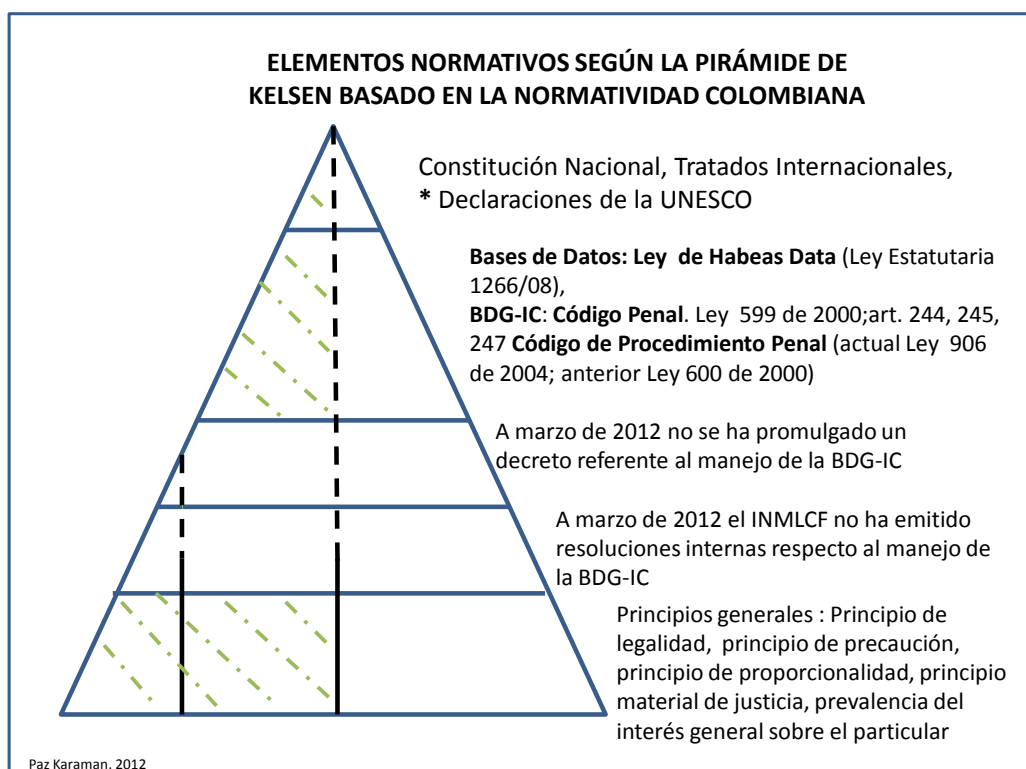 ELEMENTOS NORMATIVOS SEGÚN LA PIRÁMIDE DE
KELSEN BASADO EN LA NORMATIVIDAD COLOMBIANA
Constitución Nacional, Tratados Internacionales,
* Declaraciones de la UNESCO
Bases de Datos: Ley de Habeas Data (Ley Estatutaria
1266/08),
BDG-IC: Código Penal. Ley 599 de 2000;art. 244, 245,
247 Código de Procedimiento Penal (actual Ley 906
de 2004; anterior Ley 600 de 2000)
A marzo de 2012 no se ha promulgado un
decreto referente al manejo de la BDG-IC
A marzo de 2012 el INMLCF no ha emitido
resoluciones internas respecto al manejo de
la BDG-IC
Principios generales : Principio de
legalidad, principio de precaución,
principio de proporcionalidad, principio
material de justicia, prevalencia del
interés general sobre el particular
Paz Karaman, 2012